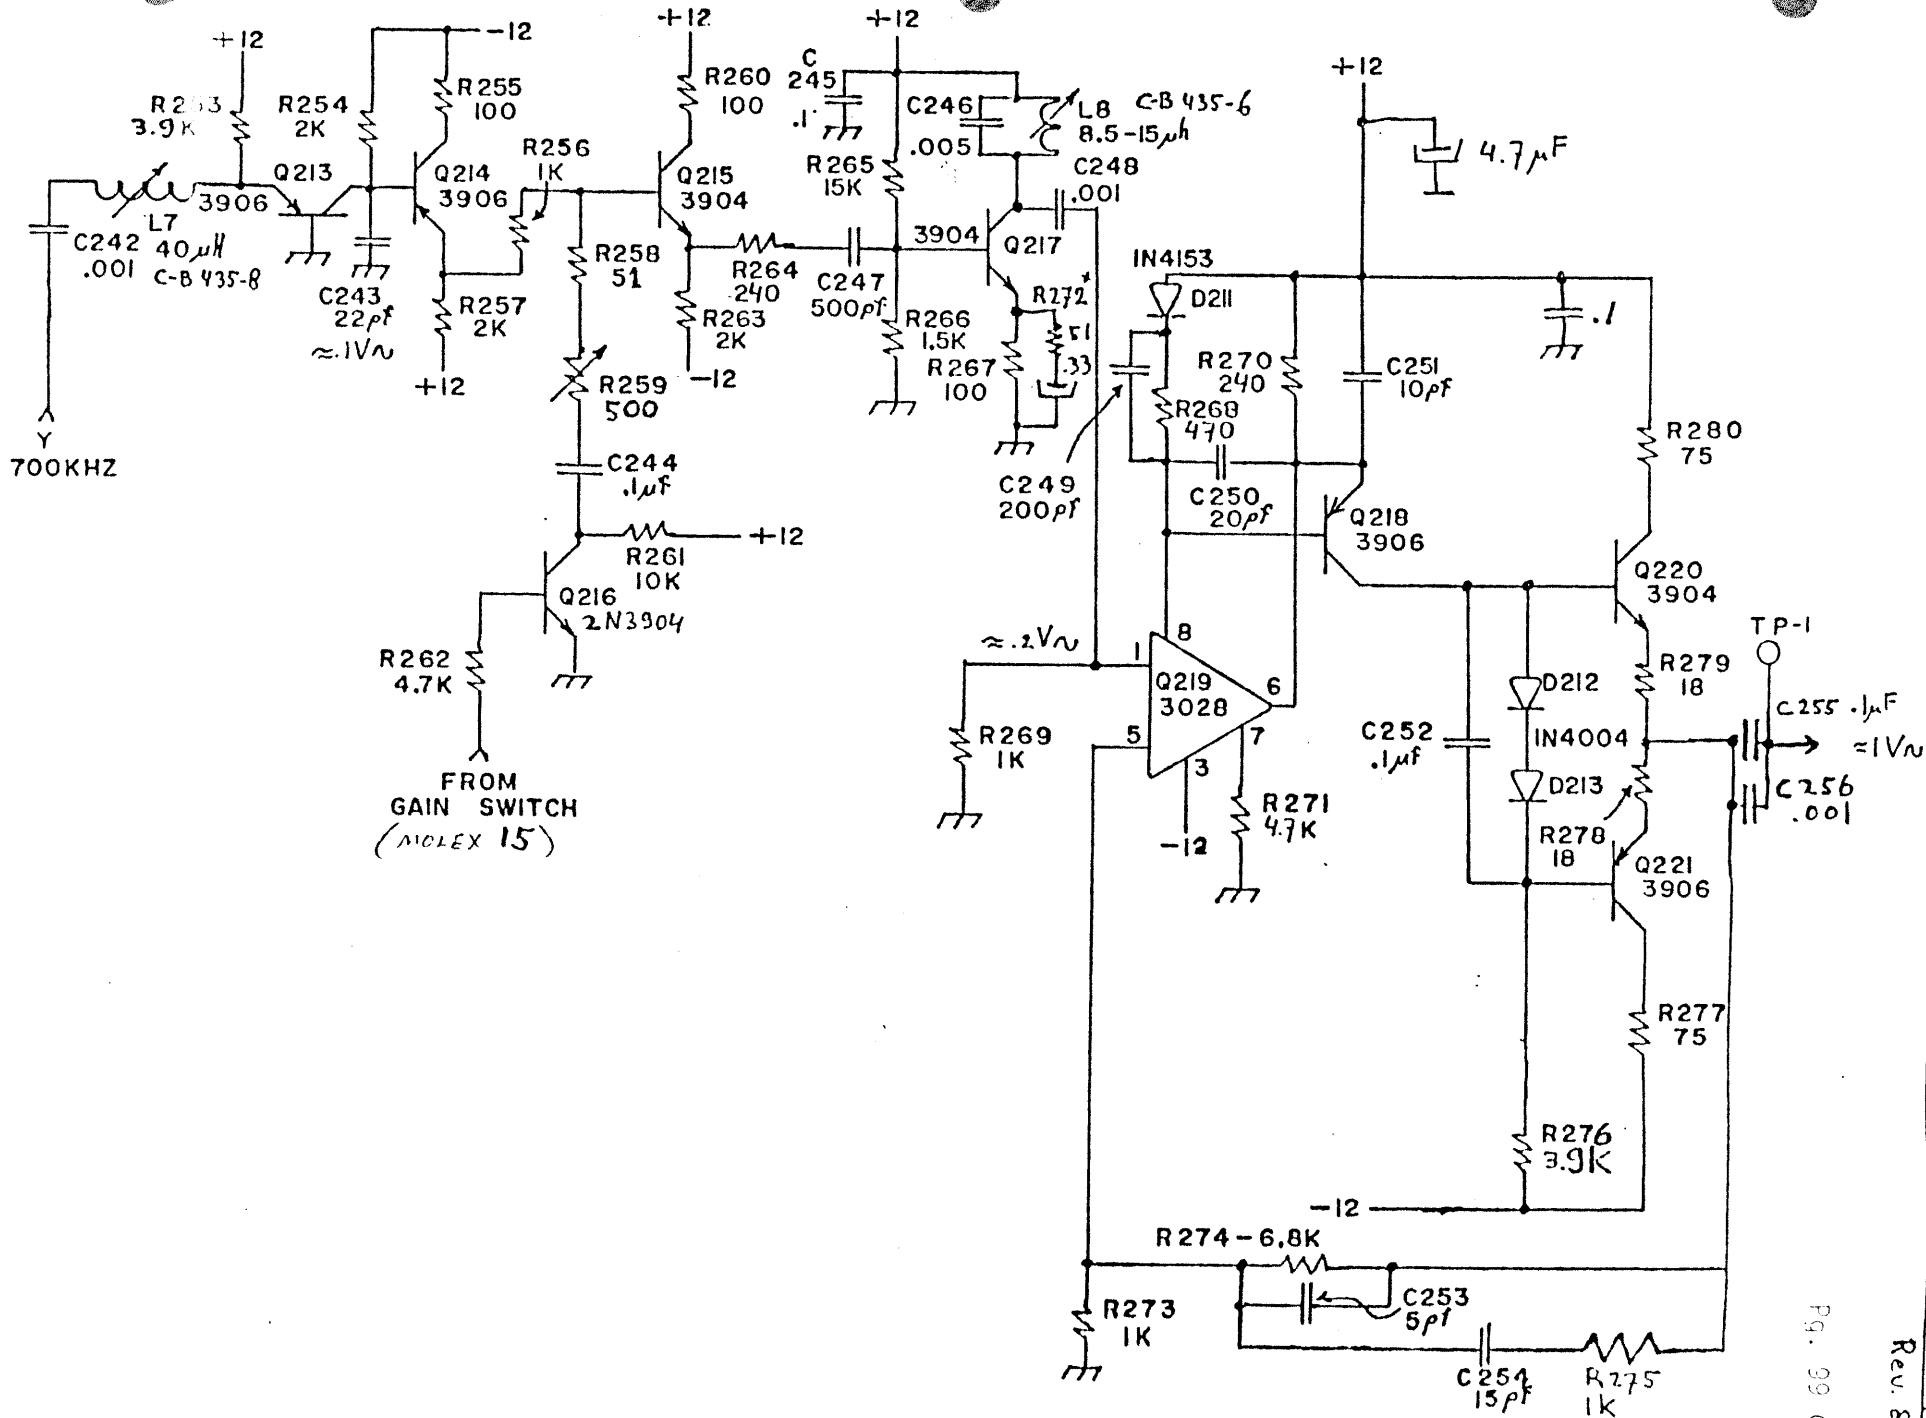 +12
-12
R255
100
R254
2K
3.9K
Q213
3906
L7
40µH
C-B 435-8
C242
.001
Y
700KHZ
C243
22pf
≈.1V~
Q214
3906
R256
1K
R257
2K
+12
+12
R260
100
Q215
3904
R258
51
R259
500
C244
.1µF
R261
10K
+12
Q216
2N3904
R262
4.7K
FROM
GAIN SWITCH
(MOLEX 15)
R263
2K
-12
R264
240
C247
500pf
+12
C
245
.1
C246
.005
L8
8.5-15µh
C-B 435-6
C248
.001
R265
15K
3904
Q217
R266
1.5K
R267
100
R272*
51
.33
+12
4.7µF
.1
IN4153
D211
R268
470
C249
200pf
R270
240
C250
20pf
C251
10pf
Q218
3906
R280
75
Q220
3904
R279
18
TP-1
C255 .1µF
≈1V~
C256
.001
≈.2V~
1
8
Q219
3028
6
5
3
7
-12
R269
1K
R271
4.7K
C252
.1µf
D212
IN4004
D213
R278
18
Q221
3906
R277
75
R276
3.9K
-12
R274-6.8K
C253
5pf
R273
1K
C254
15pf
R275
1K
Pg. 99
Rev. 8